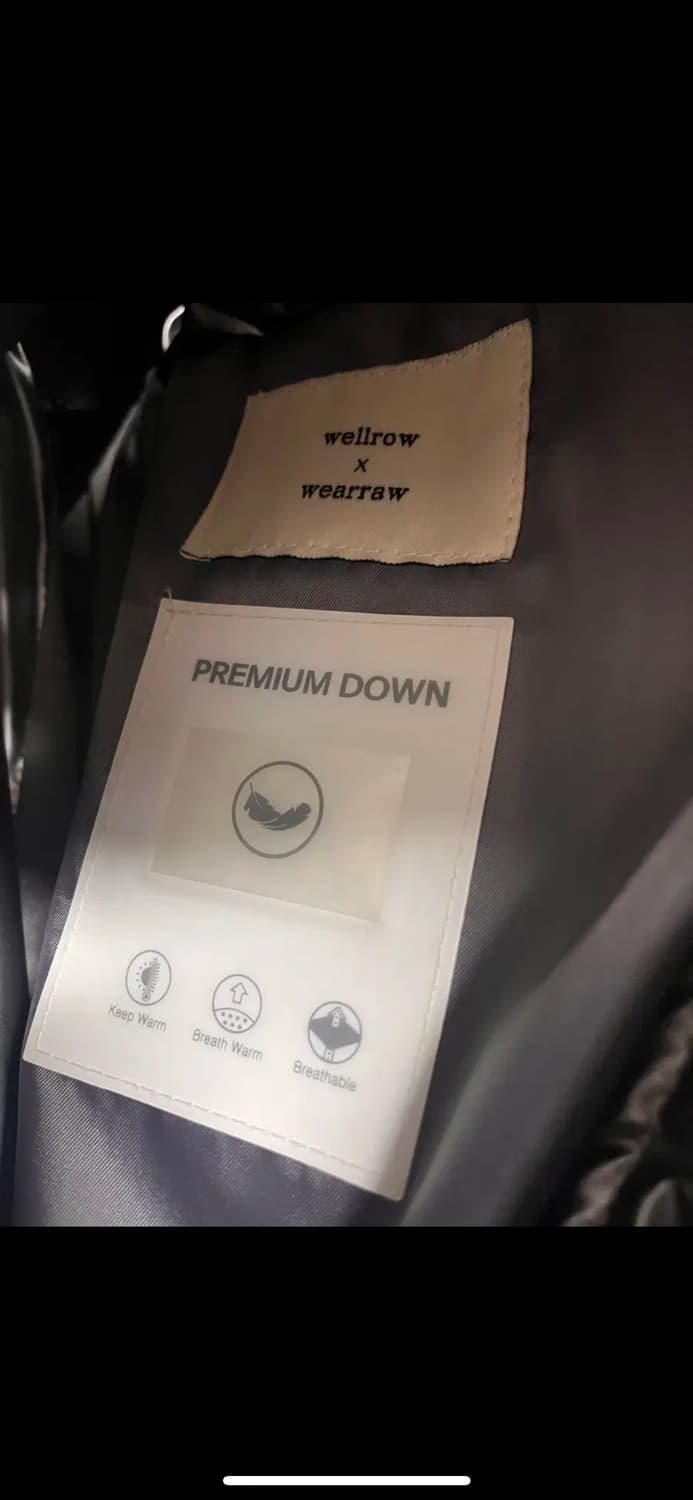 wellrow
x
wearraw
PREMIUM DOWN
Keep Warm
Breath Warm
Breathable